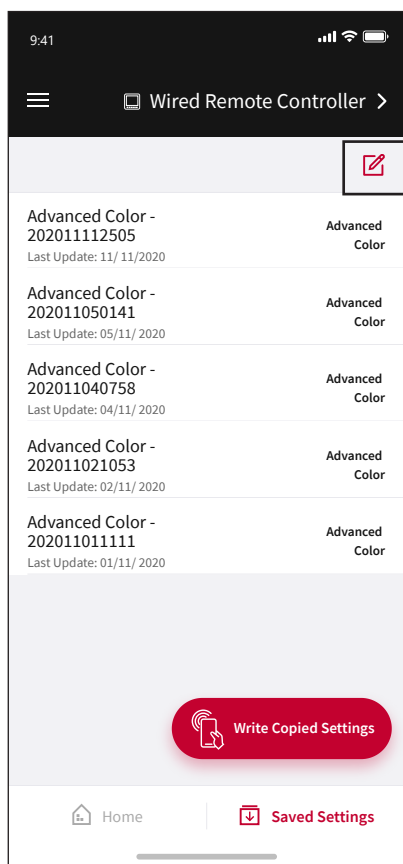 9:41
Wired Remote Controller
Advanced Color -
202011112505
Last Update: 11/ 11/2020
Advanced
Color
Advanced Color -
202011050141
Last Update: 05/11/ 2020
Advanced
Color
Advanced Color -
202011040758
Last Update: 04/11/ 2020
Advanced
Color
Advanced Color -
202011021053
Last Update: 02/11/ 2020
Advanced
Color
Advanced Color -
202011011111
Last Update: 01/11/ 2020
Advanced
Color
Write Copied Settings
Home
Saved Settings